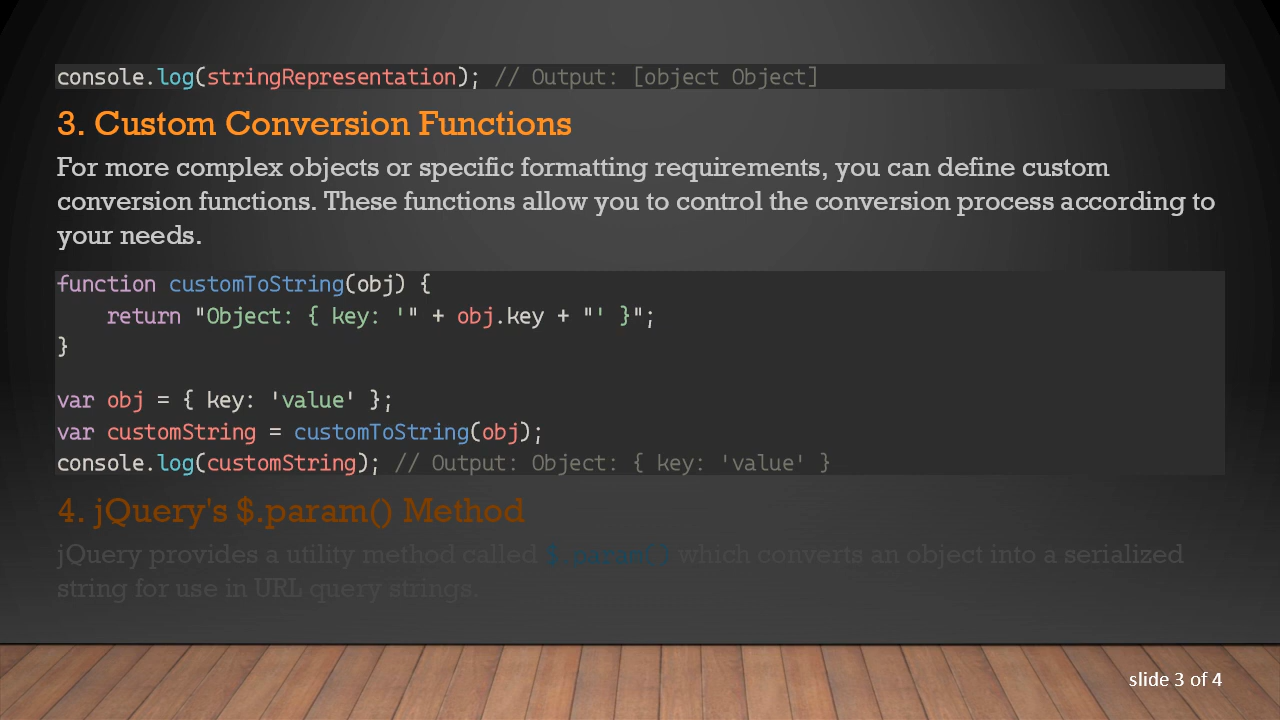 console.log(stringRepresentation); // Output: [object Object]
3. Custom Conversion Functions
For more complex objects or specific formatting requirements, you can define custom
conversion functions. These functions allow you to control the conversion process according to
your needs.
function customToString(obj) {
    return "Object: { key: '" + obj.key + "' }";
}
var obj = { key: 'value' };
var customString = customToString(obj);
console.log(customString); // Output: Object: { key: 'value' }
4. jQuery's $.param() Method
jQuery provides a utility method called $.param() which converts an object into a serialized
string for use in URL query strings.
slide 3 of 4